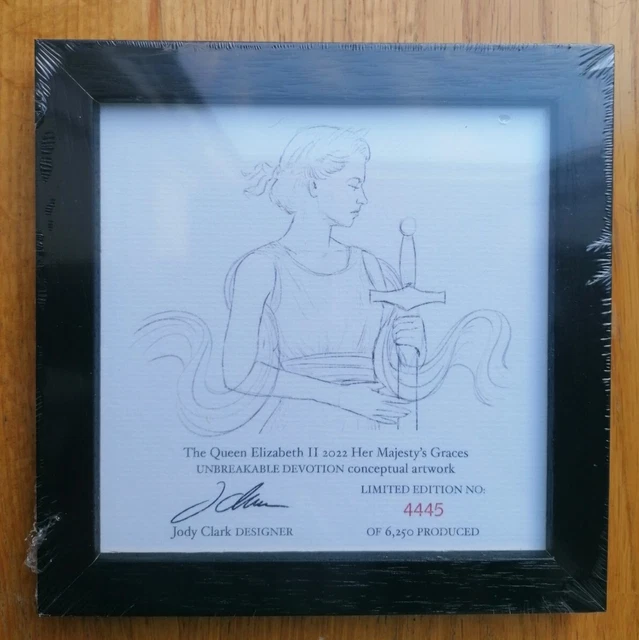 The Queen Elizabeth II 2022 Her Majesty's Graces
UNBREAKABLE DEVOTION conceptual artwork
Jody Clark DESIGNER
LIMITED EDITION NO:
4445
OF 6,250 PRODUCED